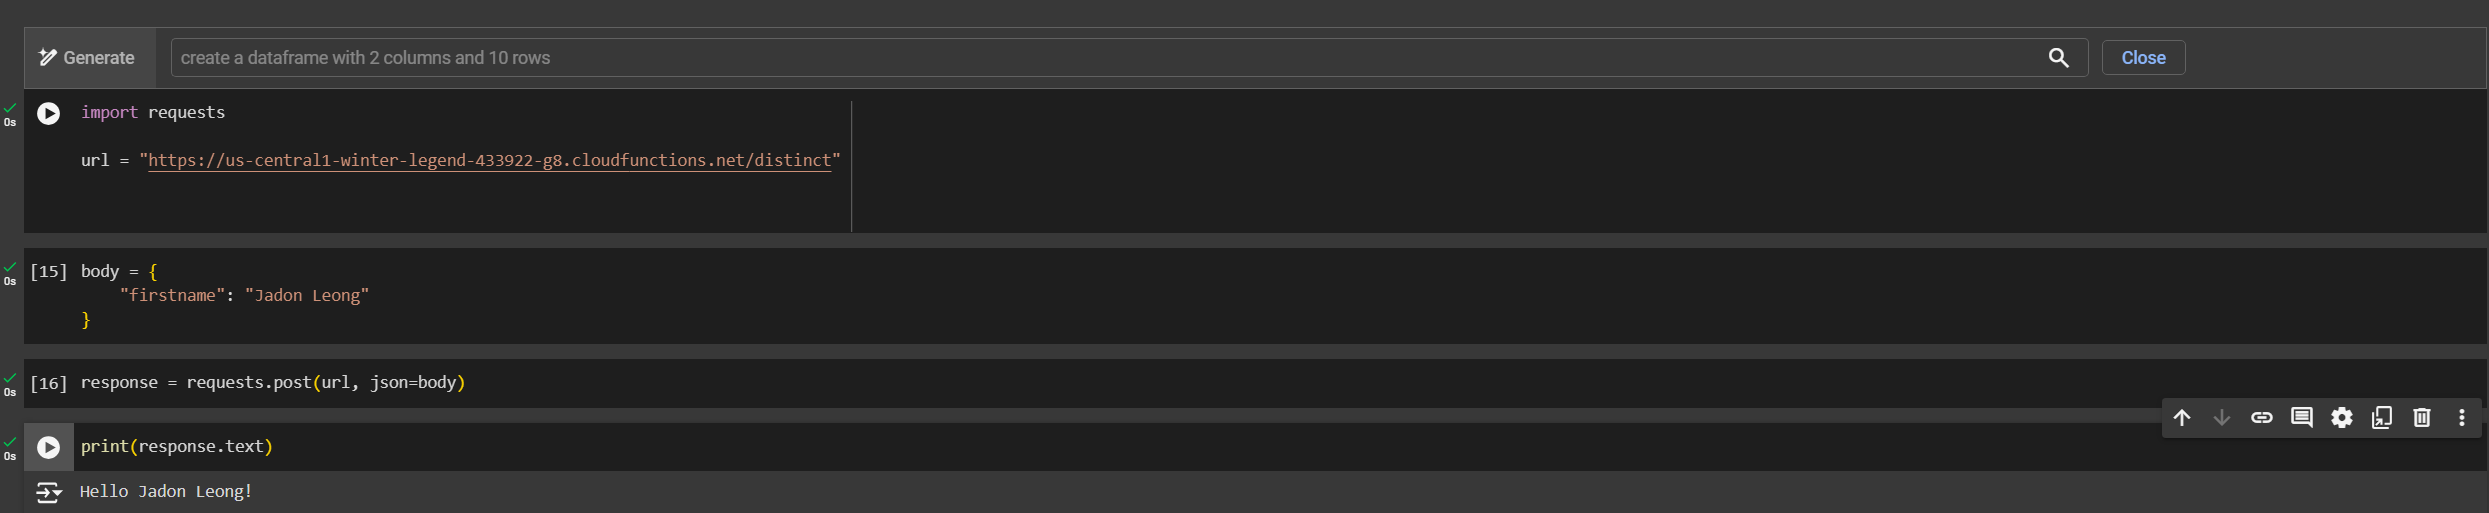 Generate create a dataframe with 2 columns and 10 rows Close
0s import requests
url = "https://us-central1-winter-legend-433922-g8.cloudfunctions.net/distinct"
[15] body = {
0s "firstname": "Jadon Leong"
}
[16] response = requests.post(url, json=body)
0s
print(response.text)
0s
Hello Jadon Leong!